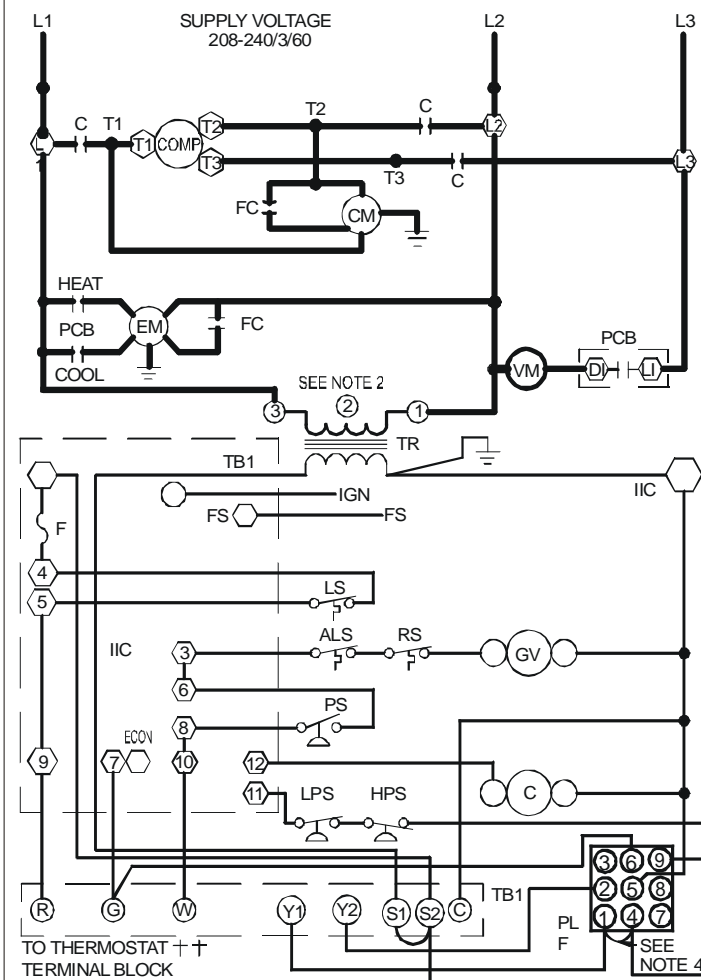 L1
SUPPLY VOLTAGE
208-240/3/60
L2
L3
C
T1
T2
C
T1
COMP
T2
L2
L
1
T3
T3
C
L3
FC
CM
HEAT
EM
FC
PCB
COOL
PCB
VM
DI
LI
SEE NOTE 2
3
2
1
TR
TB1
IGN
IIC
FS
FS
F
4
LS
5
ALS
RS
IIC
3
GV
6
PS
8
ECON
9
7
10
12
C
11
LPS
HPS
3
6
9
2
5
8
1
4
7
R
G
W
Y1
Y2
S1
S2
C
TB1
PL
F
TO THERMOSTAT ++
TERMINAL BLOCK
SEE
NOTE 4